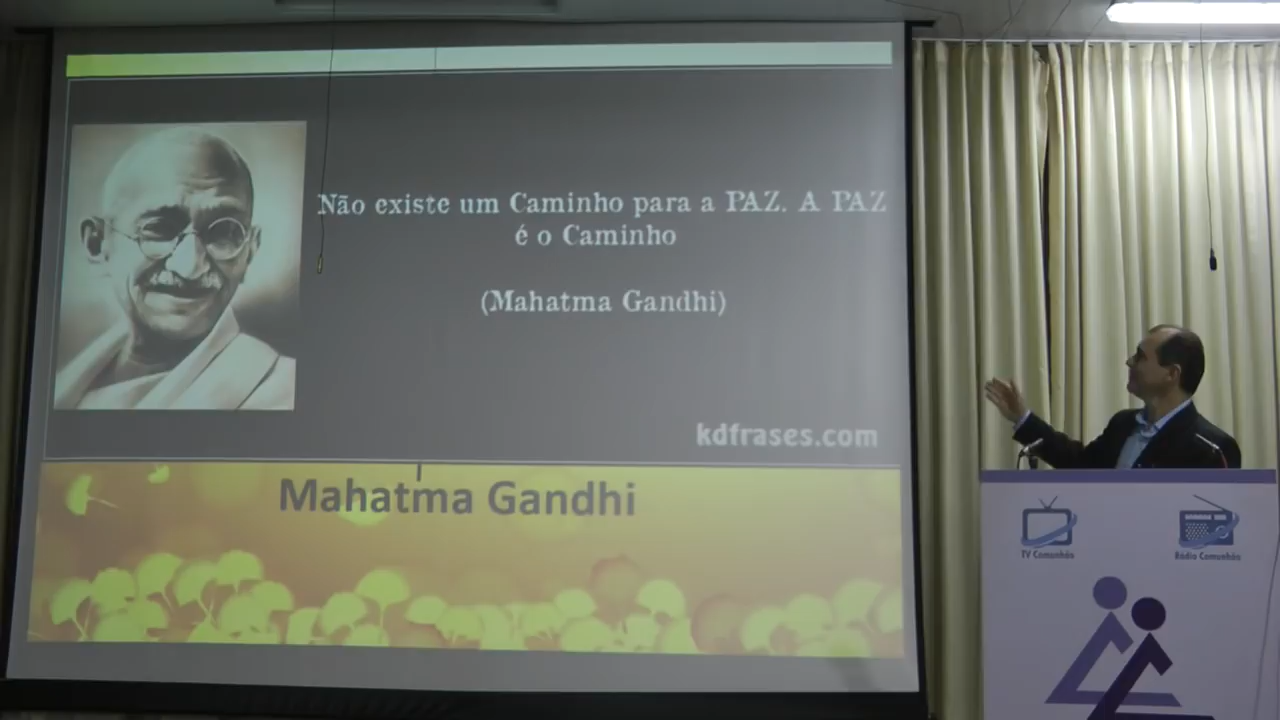 Não existe um Caminho para a PAZ. A PAZ
é o Caminho
(Mahatma Gandhi)
kdfrases.com
Mahatma Gandhi
TV Comunhão
Rádio Comunhão